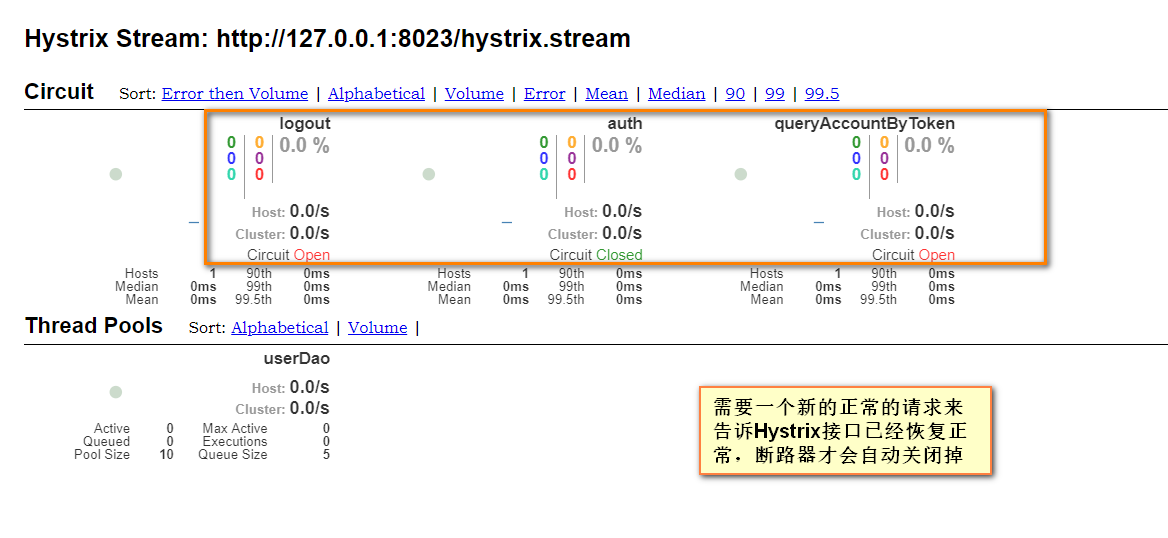 Hystrix Stream: http://127.0.0.1:8023/hystrix.stream
Circuit Sort: Error then Volume | Alphabetical | Volume | Error | Mean | Median | 90 | 99 | 99.5
logout auth queryAccountByToken
0 0 0.0 % 0 0 0.0 % 0 0 0.0 %
0 0 0 0 0 0
0 0 0 0 0 0
Host: 0.0/s Host: 0.0/s Host: 0.0/s
Cluster: 0.0/s Cluster: 0.0/s Cluster: 0.0/s
Circuit Open Circuit Closed Circuit Open
Hosts 1 90th 0ms Hosts 1 90th 0ms Hosts 1 90th 0ms
Median 0ms 99th 0ms Median 0ms 99th 0ms Median 0ms 99th 0ms
Mean 0ms 99.5th 0ms Mean 0ms 99.5th 0ms Mean 0ms 99.5th 0ms
Thread Pools Sort: Alphabetical | Volume |
userDao
Host: 0.0/s
Cluster: 0.0/s
Active 0 Max Active 0
Queued 0 Executions 0
Pool Size 10 Queue Size 5
需要一个新的正常的请求来
告诉Hystrix接口已经恢复正
常，断路器才会自动关闭掉